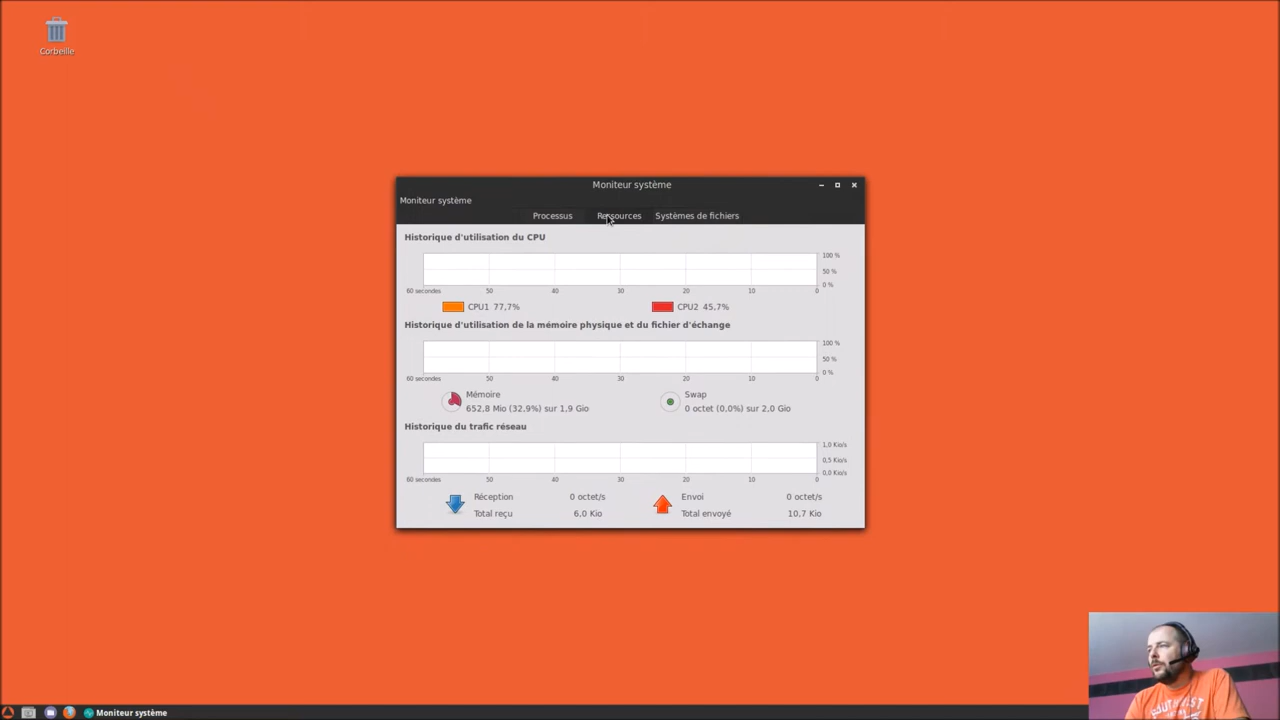 Corbeille
Moniteur système
Moniteur système
Processus Ressources Systèmes de fichiers
Historique d'utilisation du CPU
100 %
50 %
0 %
60 secondes 50 40 30 20 10 0
CPU1 77,7% CPU2 45,7%
Historique d'utilisation de la mémoire physique et du fichier d'échange
100 %
50 %
0 %
60 secondes 50 40 30 20 10 0
Mémoire Swap
652,8 Mio (32.9%) sur 1,9 Gio 0 octet (0.0%) sur 2,0 Gio
Historique du trafic réseau
1,0 Kio/s
0,5 Kio/s
0,0 Kio/s
60 secondes 50 40 30 20 10 0
Réception 0 octet/s Envoi 0 octet/s
Total reçu 6,0 Kio Total envoyé 10,7 Kio
Moniteur système